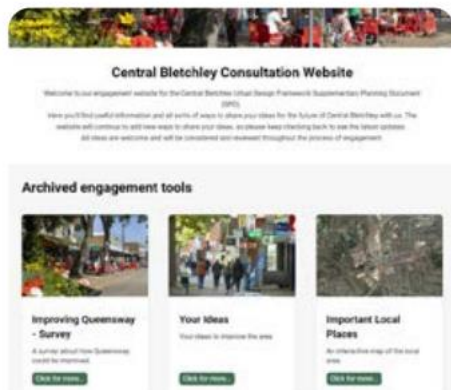 Central Bletchley Consultation Website
Welcome to our engagement website for the Central Bletchley Urban Design Framework Supplementary Planning Document
(SPD).
Here you'll find useful information and all sorts of ways to share your ideas for the future of Central Bletchley with us. The
website will continue to add new ways to share your ideas, so please keep checking back to see the latest updates.
All ideas are welcome and will be considered and reviewed throughout the process of engagement.
Archived engagement tools
Improving Queensway
- Survey
A survey about how Queensway
could be improved.
Click for more...
Your Ideas
Your ideas to improve the area
Click for more...
Important Local
Places
An interactive map of the local
area.
Click for more...